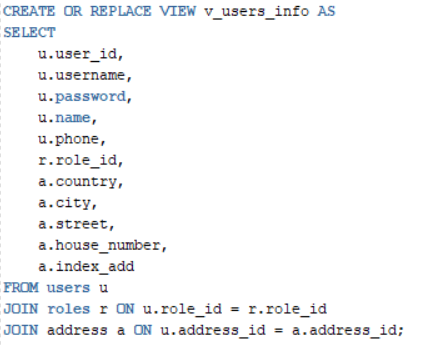 CREATE OR REPLACE VIEW v_users_info AS
SELECT
    u.user_id,
    u.username,
    u.password,
    u.name,
    u.phone,
    r.role_id,
    a.country,
    a.city,
    a.street,
    a.house_number,
    a.index_add
FROM users u
JOIN roles r ON u.role_id = r.role_id
JOIN address a ON u.address_id = a.address_id;